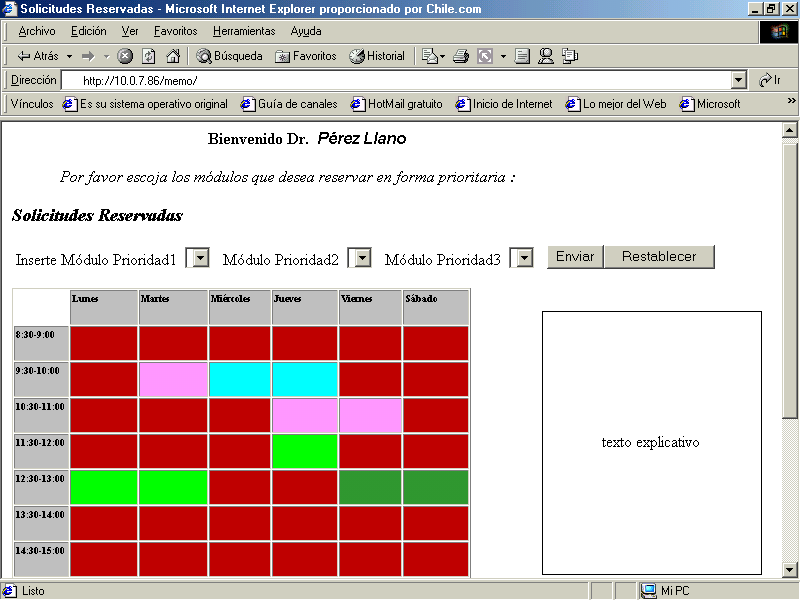 Solicitudes Reservadas - Microsoft Internet Explorer proporcionado por Chile.com
Archivo Edición Ver Favoritos Herramientas Ayuda
Atrás Búsqueda Favoritos Historial
Dirección http://10.0.7.86/memo/ Ir
Vínculos Es su sistema operativo original Guía de canales HotMail gratuito Inicio de Internet Lo mejor del Web Microsoft »
Bienvenido Dr. Pérez Llano
Por favor escoja los módulos que desea reservar en forma prioritaria :
Solicitudes Reservadas
Inserte Módulo Prioridad1 Módulo Prioridad2 Módulo Prioridad3 Enviar Restablecer
Lunes Martes Miércoles Jueves Viernes Sábado
8:30-9:00
9:30-10:00
10:30-11:00
11:30-12:00
texto explicativo
12:30-13:00
13:30-14:00
14:30-15:00
Listo Mi PC